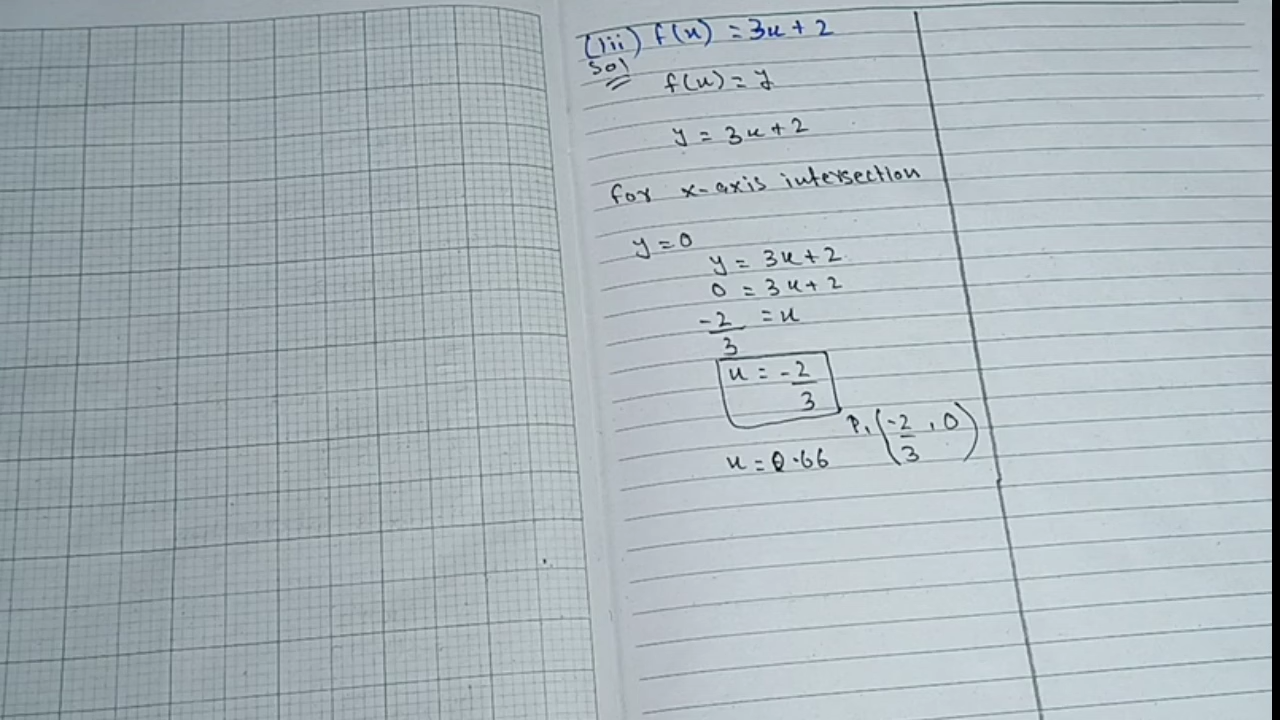 (iii) f(x) = 3x + 2
Sol
f(x) = y
y = 3x + 2
for x-axis intersection
y = 0
y = 3x + 2
0 = 3x + 2
-2/3 = x
x = -2/3
P₁ (-2/3, 0)
x = 0.66